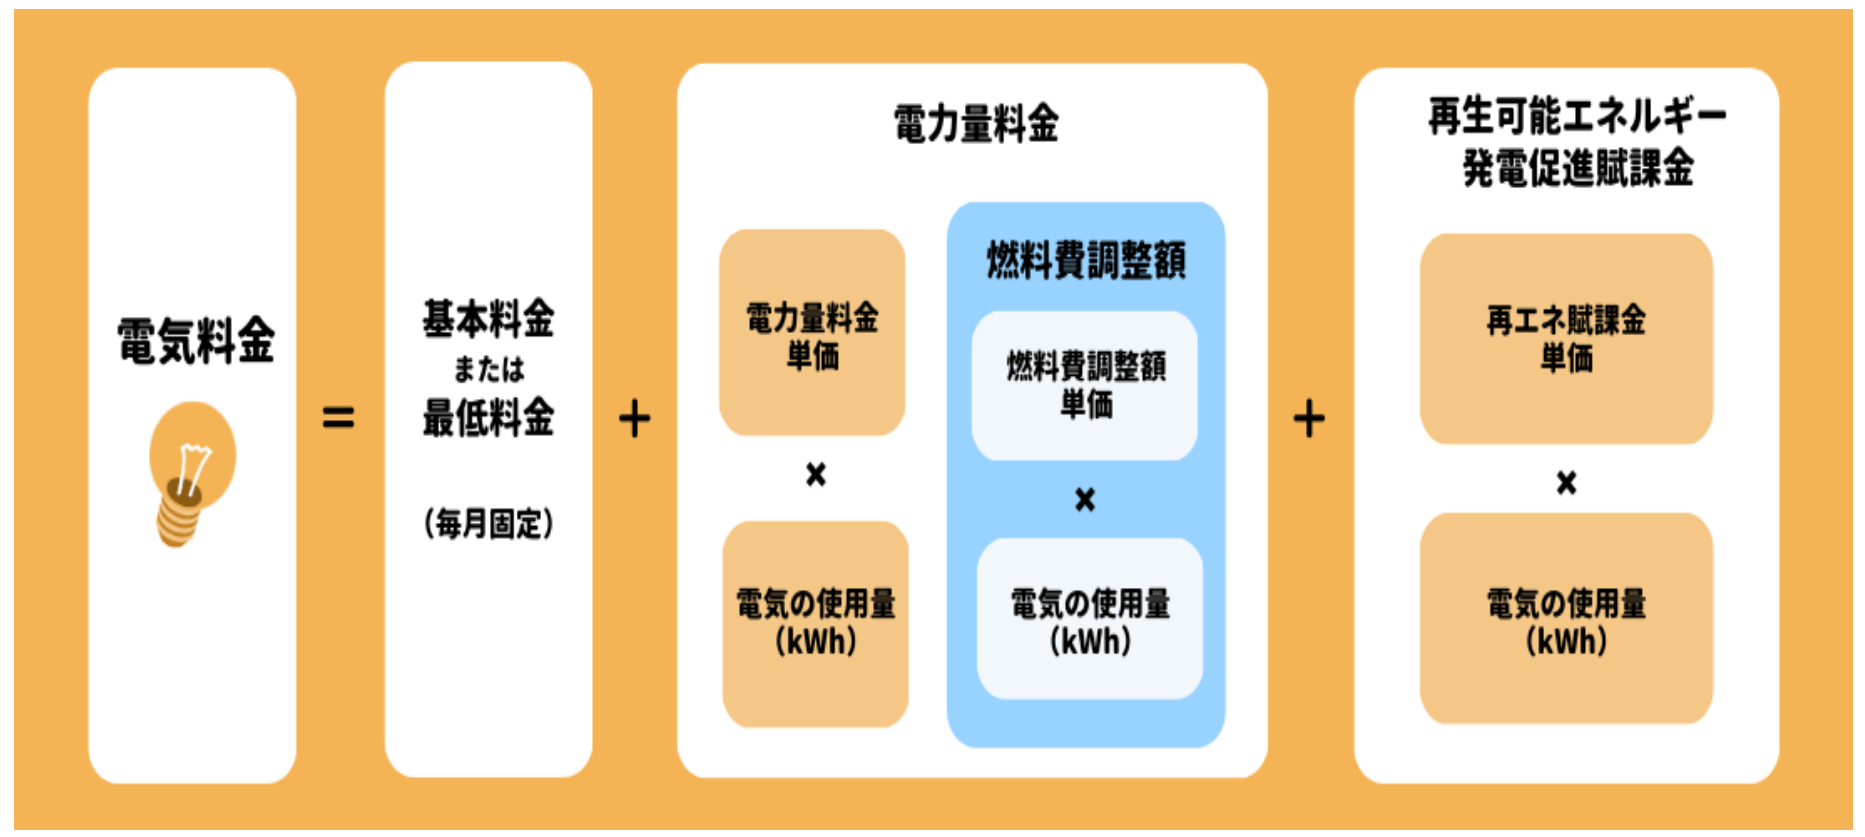 電気料金
=
基本料金
または
最低料金
（毎月固定）
+
電力量料金
電力量料金
単価
×
電気の使用量
（kWh）
燃料費調整額
燃料費調整額
単価
×
電気の使用量
（kWh）
+
再生可能エネルギー
発電促進賦課金
再エネ賦課金
単価
×
電気の使用量
（kWh）